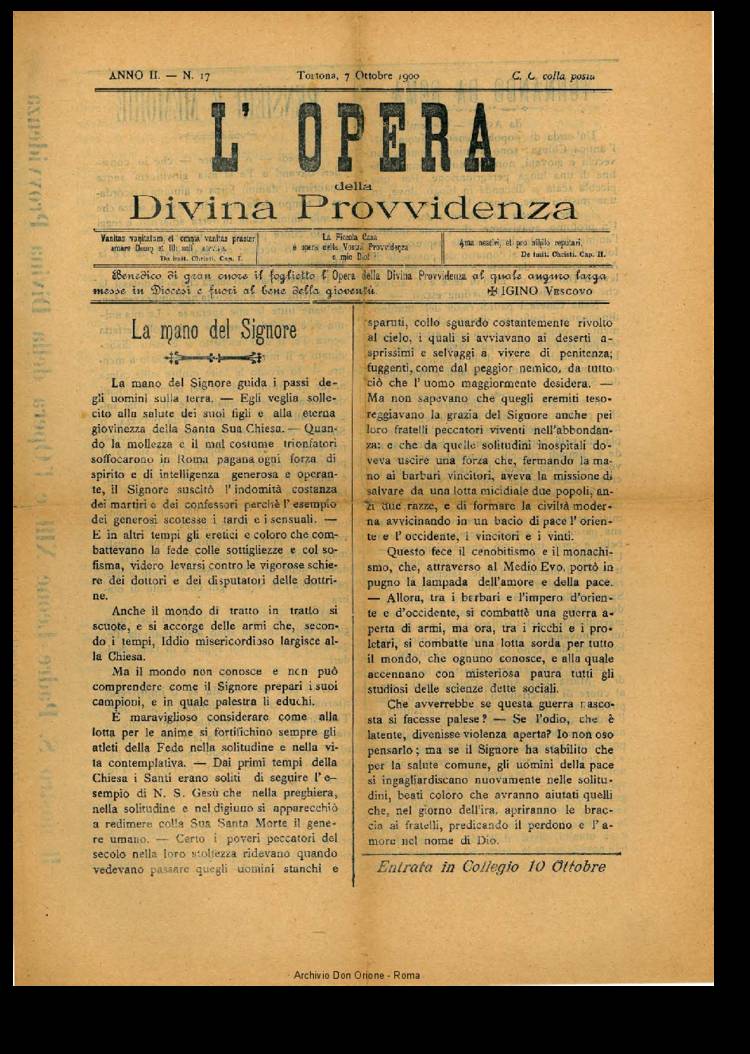 ANNO II. — N. 17 Tortona, 7 Ottobre 1900 C. C. colla posta
L' OPERA
della
Divina Provvidenza
Vanitas vanitatum, et omnia vanitas praeter
amare Deum et illi soli servire.
De Imit. Christi. Cap. I.
La Piccola Casa
è opera della Vostra Provvidenza
o mio Dio!
Ama nesciri, et pro nihilo reputari.
De Imit. Christi. Cap. II.
Benedico di gran cuore il foglietto l'Opera della Divina Provvidenza al quale auguro larga
messe in Diocesi e fuori al bene della gioventù. ✠ IGINO VESCOVO
La mano del Signore
La mano del Signore guida i passi de-
gli uomini sulla terra. — Egli veglia solle-
cito alla salute dei suoi figli e alla eterna
giovinezza della Santa Sua Chiesa. — Quan-
do la mollezza e il mal costume trionfatori
soffocarono in Roma pagana ogni forza di
spirito e di intelligenza generosa e operan-
te, il Signore suscitò l'indomità costanza
dei martiri e dei confessori perchè l'esempio
dei generosi scotesse i tardi e i sensuali. —
E in altri tempi gli eretici e coloro che com-
battevano la fede colle sottigliezze e col so-
fisma, videro levarsi contro le vigorose schie-
re dei dottori e dei disputatori delle dottri-
ne.
Anche il mondo di tratto in tratto si
scuote, e si accorge delle armi che, secon-
do i tempi, Iddio misericordioso largisce al-
la Chiesa.
Ma il mondo non conosce e non può
comprendere come il Signore prepari i suoi
campioni, e in quale palestra li educhi.
È maraviglioso considerare come alla
lotta per le anime si fortifichino sempre gli
atleti della Fede nella solitudine e nella vi-
ta contemplativa. — Dai primi tempi della
Chiesa i Santi erano soliti di seguire l'e-
sempio di N. S. Gesù che nella preghiera,
nella solitudine e nel digiuno si apparecchiò
a redimere colla Sua Santa Morte il gene-
re umano. — Certo i poveri peccatori del
secolo nella loro stoltezza ridevano quando
vedevano passare quegli uomini stanchi e
sparuti, collo sguardo costantemente rivolto
al cielo, i quali si avviavano ai deserti a-
sprissimi e selvaggi a vivere di penitenza;
fuggenti, come dal peggior nemico, da tutto
ciò che l'uomo maggiormente desidera. —
Ma non sapevano che quegli eremiti teso-
reggiavano la grazia del Signore anche pei
loro fratelli peccatori viventi nell'abbondan-
za: e che da quelle solitudini inospitali do-
veva uscire una forza che, fermando la ma-
no ai barbari vincitori, aveva la missione di
salvare da una lotta micidiale due popoli, an-
zi due razze, e di formare la civiltà moder-
na avvicinando in un bacio di pace l'orien-
te e l'occidente, i vincitori e i vinti.
Questo fece il cenobitismo e il monachi-
smo, che, attraverso al Medio Evo, portò in
pugno la lampada dell'amore e della pace.
— Allora, tra i barbari e l'impero d'orien-
te e d'occidente, si combattè una guerra a-
perta di armi, ma ora, tra i ricchi e i pro-
letari, si combatte una lotta sorda per tutto
il mondo, che ognuno conosce, e alla quale
accennano con misteriosa paura tutti gli
studiosi delle scienze dette sociali.
Che avverrebbe se questa guerra nasco-
sta si facesse palese? — Se l'odio, che è
latente, divenisse violenza aperta? Io non oso
pensarlo; ma se il Signore ha stabilito che
per la salute comune, gli uomini della pace
si ingagliardiscano nuovamente nelle solitu-
dini, beati coloro che avranno aiutati quelli
che, nel giorno dell'ira, apriranno le brac-
cia ai fratelli, predicando il perdono e l'a-
more nel nome di Dio.
Entrata in Collegio 10 Ottobre
Archivio Don Orione - Roma